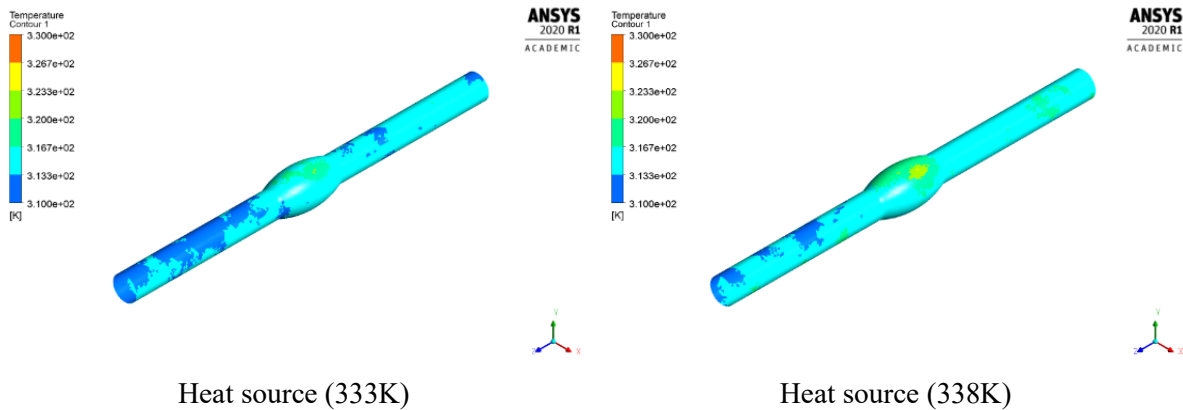 Temperature
Contour 1
3.300e+02
3.267e+02
3.233e+02
3.200e+02
3.167e+02
3.133e+02
3.100e+02
[K]
ANSYS
2020 R1
ACADEMIC
Y
Z
X
Heat source (333K)
Temperature
Contour 1
3.300e+02
3.267e+02
3.233e+02
3.200e+02
3.167e+02
3.133e+02
3.100e+02
[K]
ANSYS
2020 R1
ACADEMIC
Y
Z
X
Heat source (338K)